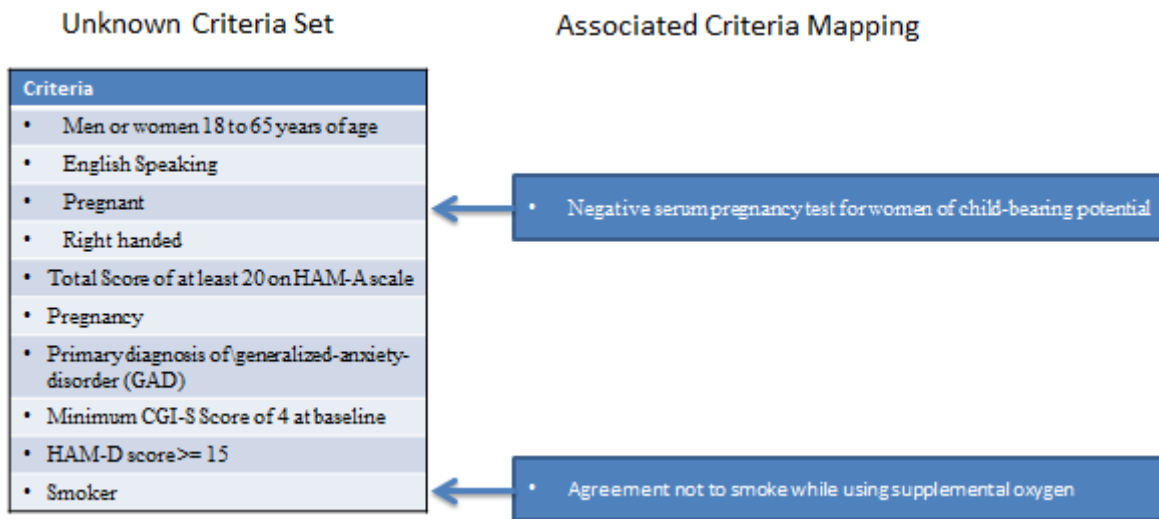 Unknown Criteria Set
Associated Criteria Mapping
Criteria
• Men or women 18 to 65 years of age
• English Speaking
• Pregnant
• Negative serum pregnancy test for women of child-bearing potential
• Right handed
• Total Score of at least 20 on HAM-A scale
• Pregnancy
• Primary diagnosis of \generalized-anxiety-
disorder (GAD)
• Minimum CGI-S Score of 4 at baseline
• HAM-D score >= 15
• Smoker
• Agreement not to smoke while using supplemental oxygen